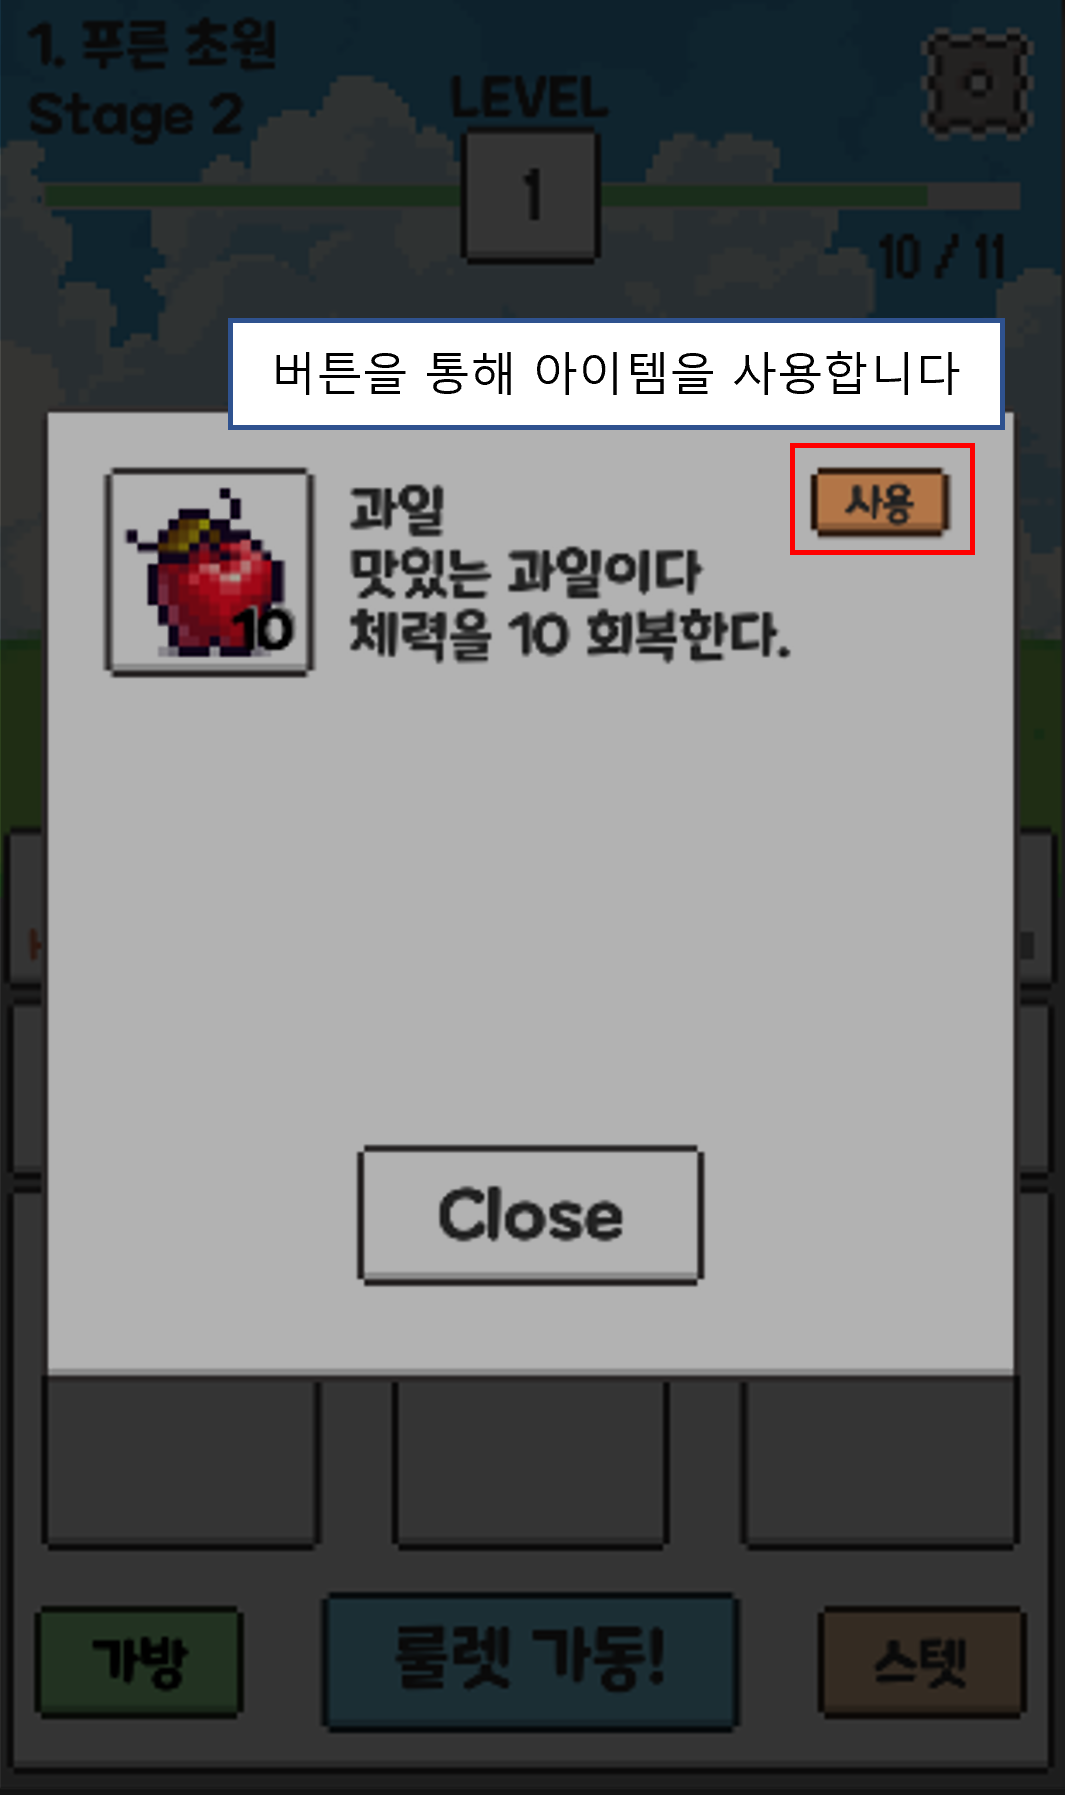 1. 푸른 초원
Stage 2
LEVEL
1
10 / 11
버튼을 통해 아이템을 사용합니다
과일
사용
맛있는 과일이다
체력을 10 회복한다.
10
Close
가방
룰렛 가동!
스텟